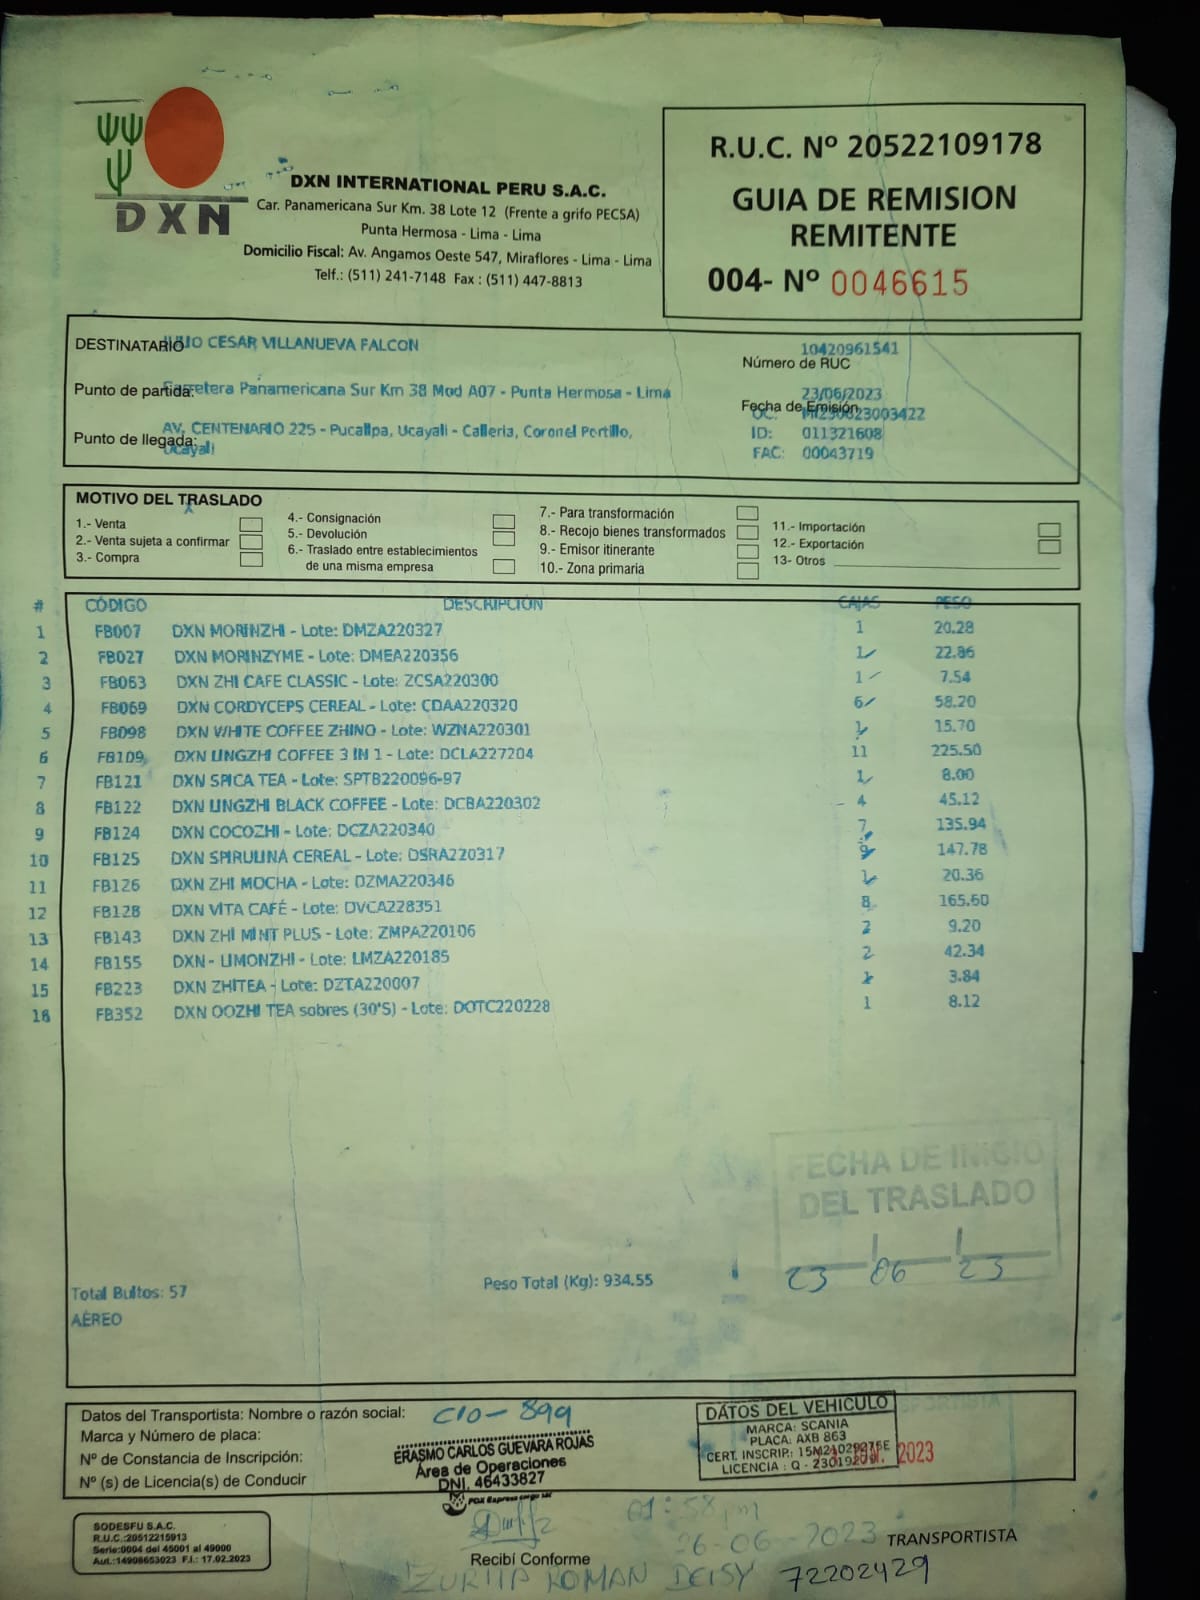 DXN
DXN INTERNATIONAL PERU S.A.C.
Car. Panamericana Sur Km. 38 Lote 12 (Frente a grifo PECSA)
Punta Hermosa - Lima - Lima
Domicilio Fiscal: Av. Angamos Oeste 547, Miraflores - Lima - Lima
Telf.: (511) 241-7148 Fax : (511) 447-8813
R.U.C. Nº 20522109178
GUIA DE REMISION
REMITENTE
004- Nº 0046615
DESTINATARIO JULIO CESAR VILLANUEVA FALCON
10420961541
Número de RUC
Punto de partida: Carretera Panamericana Sur Km 38 Mod A07 - Punta Hermosa - Lima
23/06/2023
Fecha de Emisión
OC: MI230623003422
Punto de llegada: AV. CENTENARIO 225 - Pucallpa, Ucayali - Calleria, Coronel Portillo,
Ucayali
ID: 011321608
FAC: 00043719
MOTIVO DEL TRASLADO
1.- Venta
2.- Venta sujeta a confirmar
3.- Compra
4.- Consignación
5.- Devolución
6.- Traslado entre establecimientos
de una misma empresa
7.- Para transformación
8.- Recojo bienes transformados
9.- Emisor itinerante
10.- Zona primaria
11.- Importación
12.- Exportación
13- Otros
# CÓDIGO DESCRIPCIÓN CAJAS PESO
1 FB007 DXN MORINZHI - Lote: DMZA220327 1 20.28
2 FB027 DXN MORINZYME - Lote: DMEA220356 1 22.86
3 FB063 DXN ZHI CAFE CLASSIC - Lote: ZCSA220300 1 7.54
4 FB069 DXN CORDYCEPS CEREAL - Lote: CDAA220320 6 58.20
5 FB098 DXN WHITE COFFEE ZHINO - Lote: WZNA220301 1 15.70
6 FB109 DXN LINGZHI COFFEE 3 IN 1 - Lote: DCLA227204 11 225.50
7 FB121 DXN SPICA TEA - Lote: SPTB220096-97 1 8.00
8 FB122 DXN LINGZHI BLACK COFFEE - Lote: DCBA220302 4 45.12
9 FB124 DXN COCOZHI - Lote: DCZA220340 7 135.94
10 FB125 DXN SPIRULINA CEREAL - Lote: DSRA220317 9 147.78
11 FB126 DXN ZHI MOCHA - Lote: DZMA220346 1 20.36
12 FB128 DXN VITA CAFÉ - Lote: DVCA228351 8 165.60
13 FB143 DXN ZHI MINT PLUS - Lote: ZMPA220106 2 9.20
14 FB155 DXN- LIMONZHI - Lote: LMZA220185 2 42.34
15 FB223 DXN ZHITEA - Lote: DZTA220007 1 3.84
16 FB352 DXN OOZHI TEA sobres (30'S) - Lote: DOTC220228 1 8.12
FECHA DE INICIO
DEL TRASLADO
23 06 23
Total Bultos: 57
Peso Total (Kg): 934.55
AÉREO
Datos del Transportista: Nombre o razón social: C10-899
Marca y Número de placa:
Nº de Constancia de Inscripción:
Nº (s) de Licencia(s) de Conducir
ERASMO CARLOS GUEVARA ROJAS
Área de Operaciones
DNI. 46433827
DATOS DEL VEHICULO
MARCA: SCANIA
PLACA: AXB 863
CERT. INSCRIP: 15M21029275E
LICENCIA : Q -
2023
SODESFU S.A.C.
R.U.C.:20512215913
Serie:0004 del 45001 al 49000
Aut.:14908653023 F.I.: 17.02.2023
01:58 pm
26-06-2023
TRANSPORTISTA
Recibí Conforme
ZURITA ROMAN DEISY 72202429